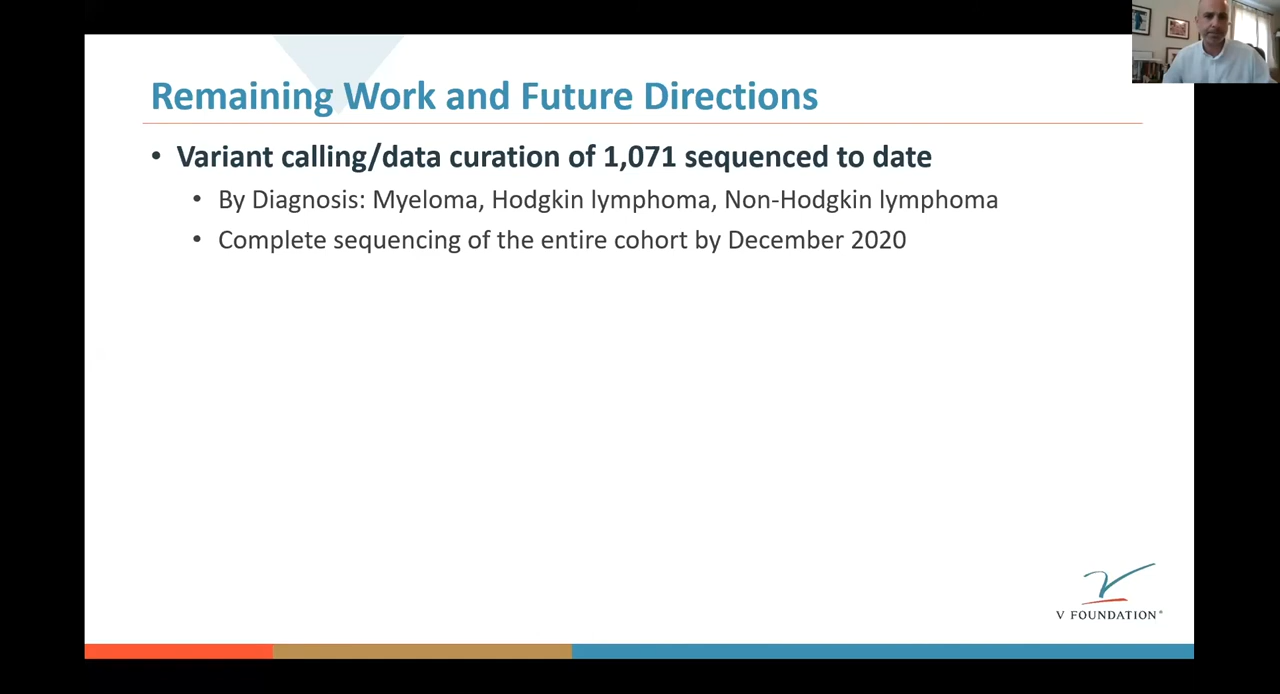 Remaining Work and Future Directions
• Variant calling/data curation of 1,071 sequenced to date
• By Diagnosis: Myeloma, Hodgkin lymphoma, Non-Hodgkin lymphoma
• Complete sequencing of the entire cohort by December 2020
V FOUNDATION®